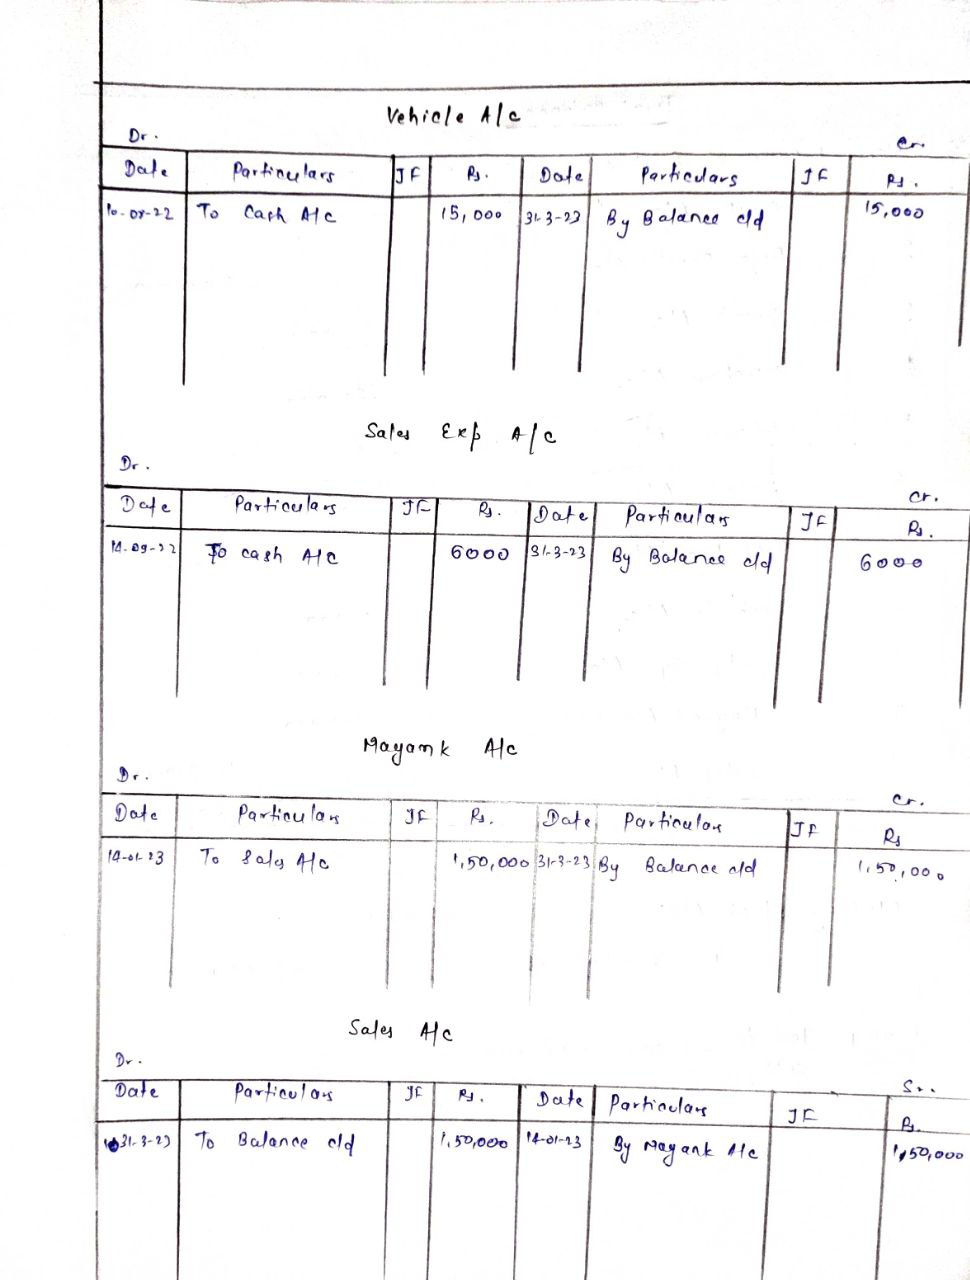 Vehicle A/c
Dr. Cr.
Date Particulars JF Rs. Date Particulars JF Rs.
10-08-22 To Cash A/c 15,000 31-3-23 By Balance c/d 15,000
Sales Exp A/c
Dr. Cr.
Date Particulars JF Rs. Date Particulars JF Rs.
14-09-22 To cash A/c 6000 31-3-23 By Balance c/d 6000
Mayank A/c
Dr. Cr.
Date Particulars JF Rs. Date Particulars JF Rs
14-01-23 To Sales A/c 1,50,000 31-3-23 By Balance c/d 1,50,000
Sales A/c
Dr.
Date Particulars JF Rs. Date Particulars JF Rs.
31-3-23 To Balance c/d 1,50,000 14-01-23 By Mayank A/c 1,50,000